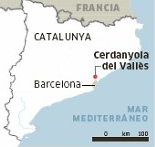 FRANCIA
CATALUNYA
Cerdanyola
del Vallès
Barcelona
MAR
MEDITERRÁNEO
0 km 100